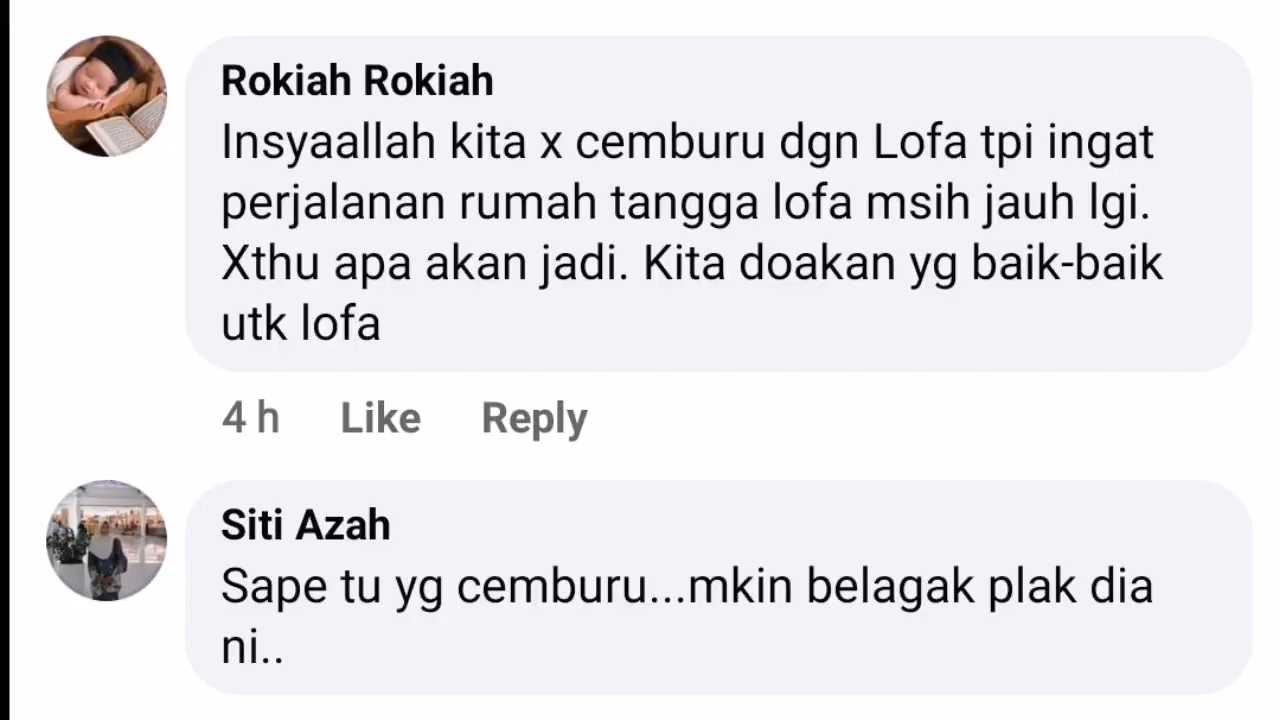 Rokiah Rokiah
Insyaallah kita x cemburu dgn Lofa tpi ingat
perjalanan rumah tangga lofa msih jauh lgi.
Xthu apa akan jadi. Kita doakan yg baik-baik
utk lofa
4 h Like Reply
Siti Azah
Sape tu yg cemburu...mkin belagak plak dia
ni..